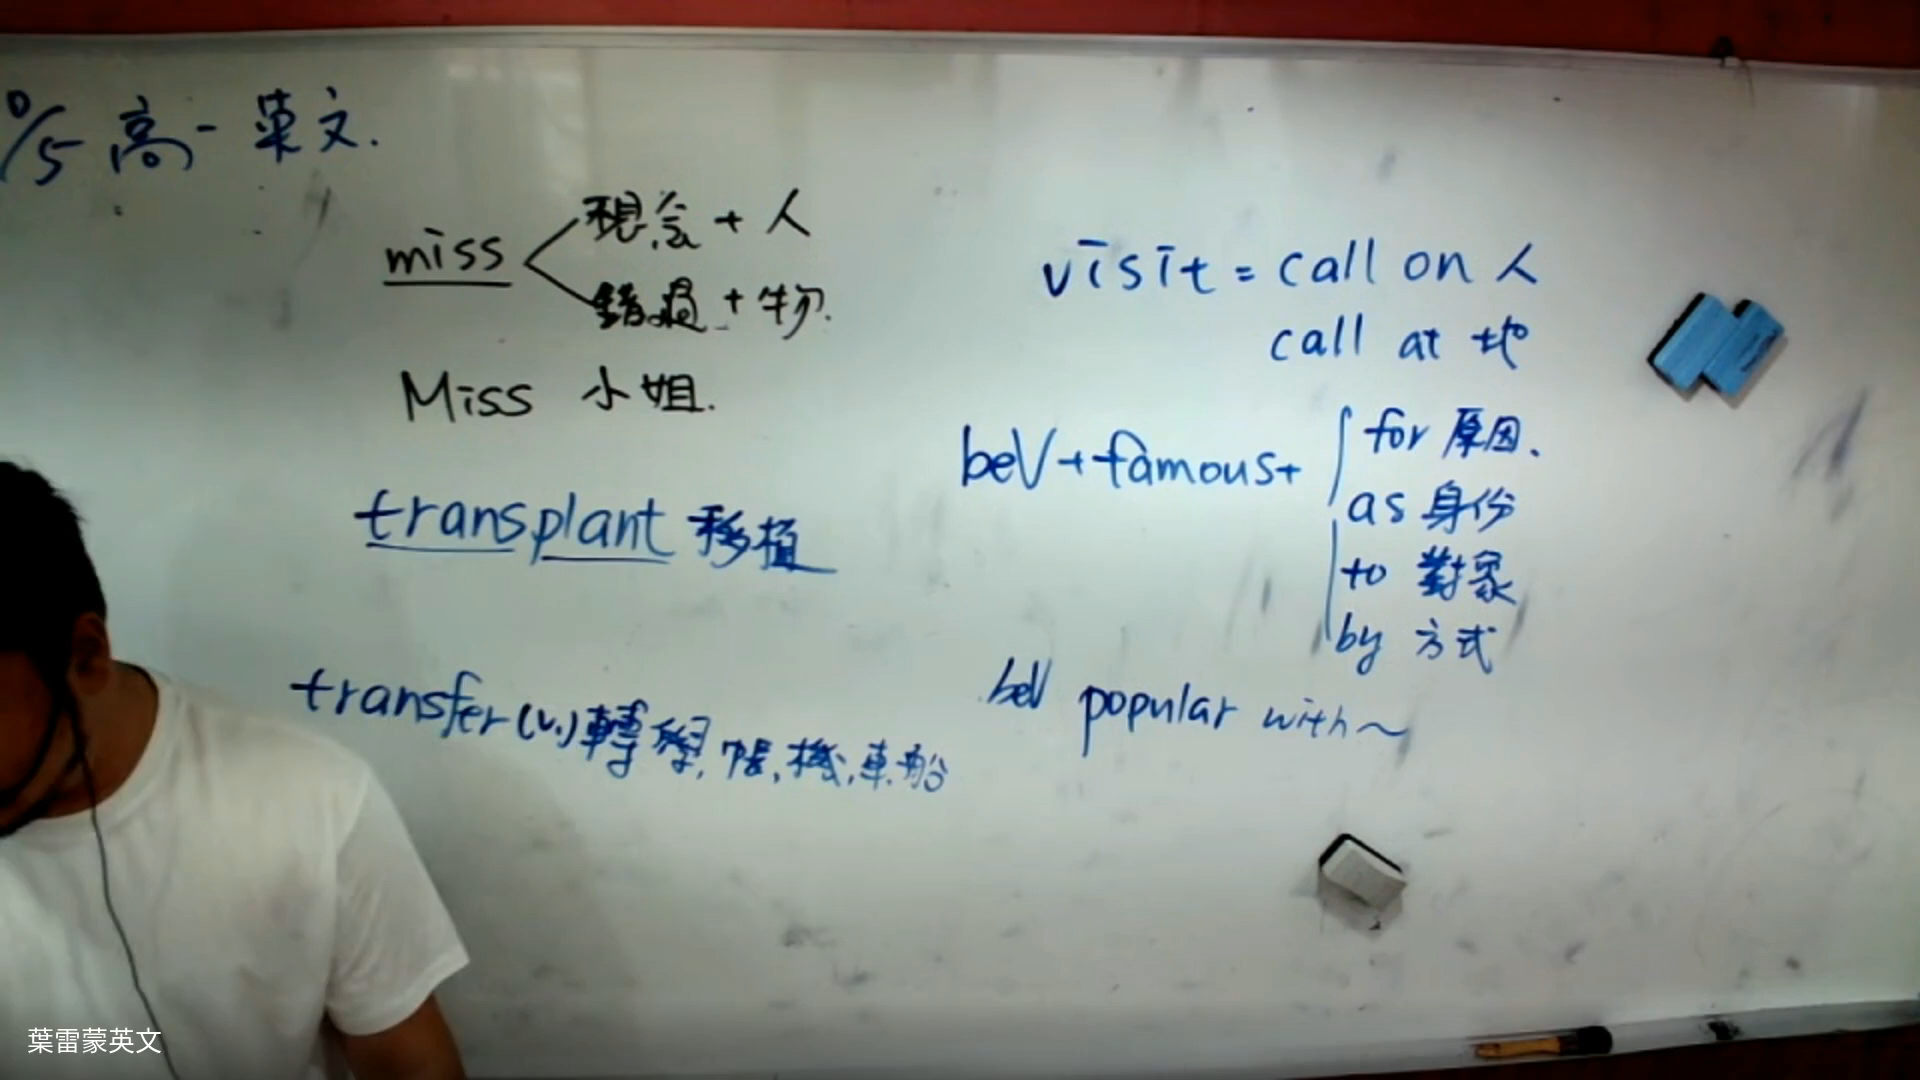 0/5 高一英文.
miss 想念 + 人
錯過 + 物.
Miss 小姐.
transplant 移植
transfer (v.) 轉學, 帳, 機, 車, 船
visit = call on 人
call at 地
beV + famous +
for 原因.
as 身份
to 對象
by 方式
beV popular with ~
葉雷蒙英文